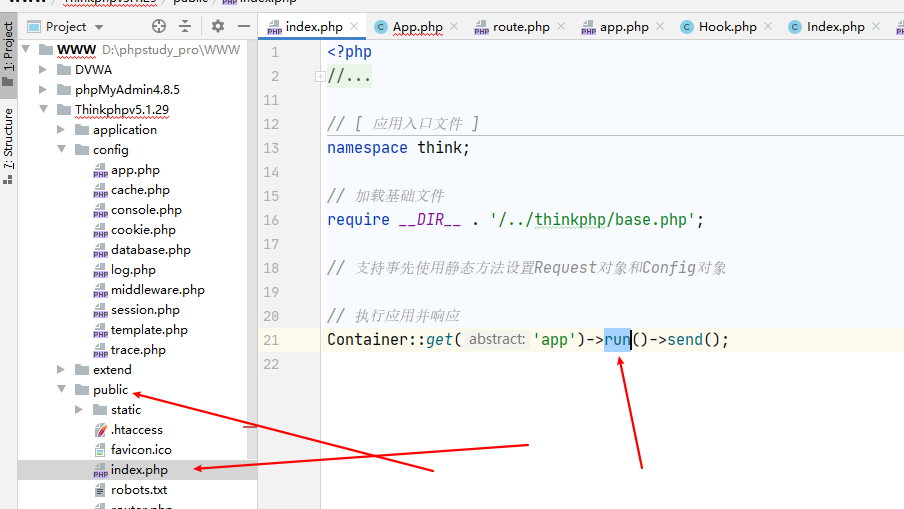 Thinkphpv5.1.29 public index.php
1: Project
7: Structure
Project
index.php
App.php
route.php
app.php
Hook.php
Index.php
WWW D:\phpstudy_pro\WWW
DVWA
phpMyAdmin4.8.5
Thinkphpv5.1.29
application
config
app.php
cache.php
console.php
cookie.php
database.php
log.php
middleware.php
session.php
template.php
trace.php
extend
public
static
.htaccess
favicon.ico
index.php
robots.txt
router.php
1 <?php
2 //...
11
12 // [ 应用入口文件 ]
13 namespace think;
14
15 // 加载基础文件
16 require __DIR__ . '/../thinkphp/base.php';
17
18 // 支持事先使用静态方法设置Request对象和Config对象
19
20 // 执行应用并响应
21 Container::get( abstract: 'app')->run()->send();
22